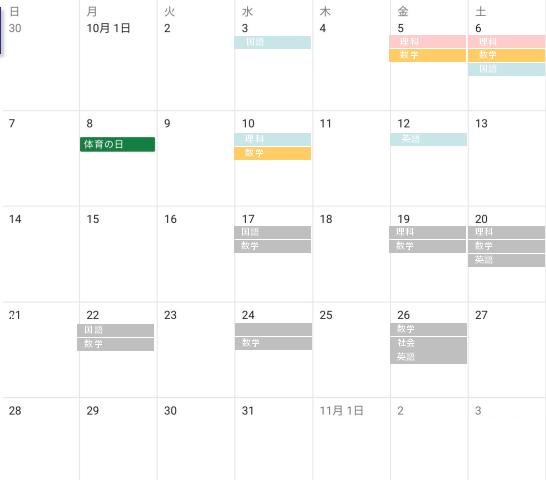 日 月 火 水 木 金 土
30 10月 1日 2 3 4 5 6
国語 理科 理科
数学 数学
国語
7 8 9 10 11 12 13
体育の日 理科 英語
数学
14 15 16 17 18 19 20
国語 理科 理科
数学 数学 数学
英語
21 22 23 24 25 26 27
国語 数学
数学 数学 社会
英語
28 29 30 31 11月 1日 2 3